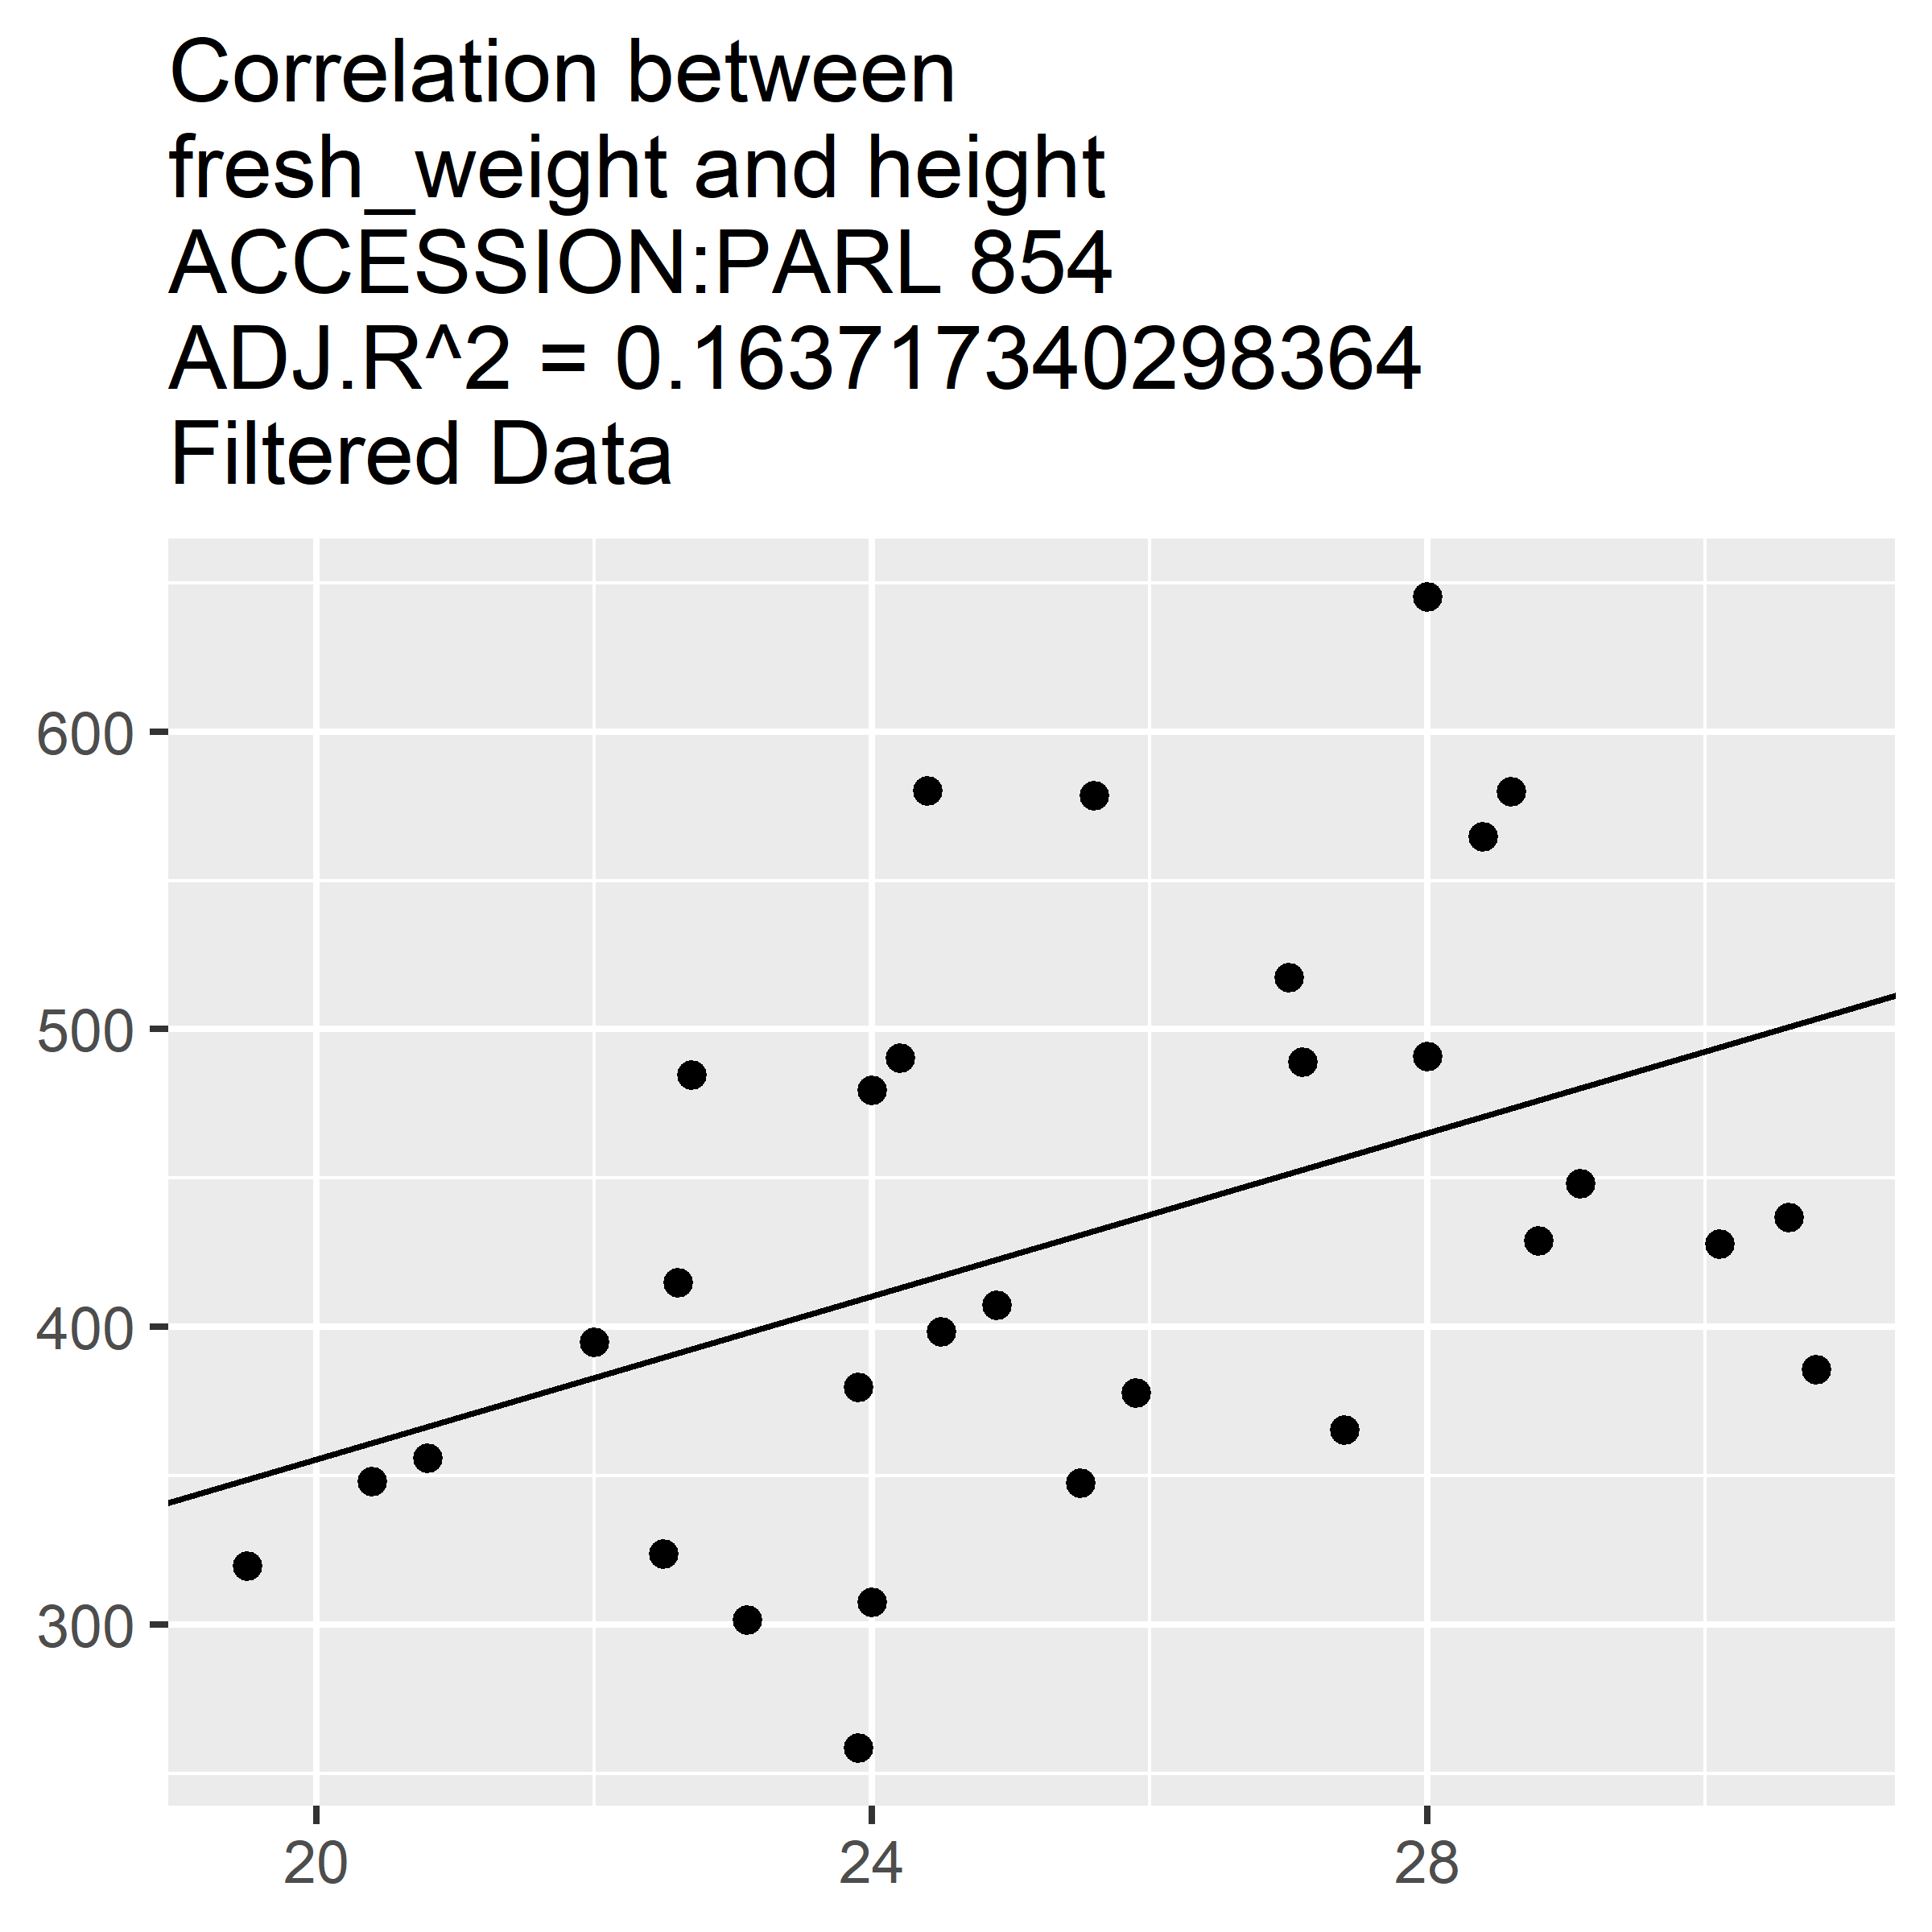 Correlation between
fresh_weight and height
ACCESSION:PARL 854
ADJ.R^2 = 0.163717340298364
Filtered Data
600
500
400
300
20 24 28